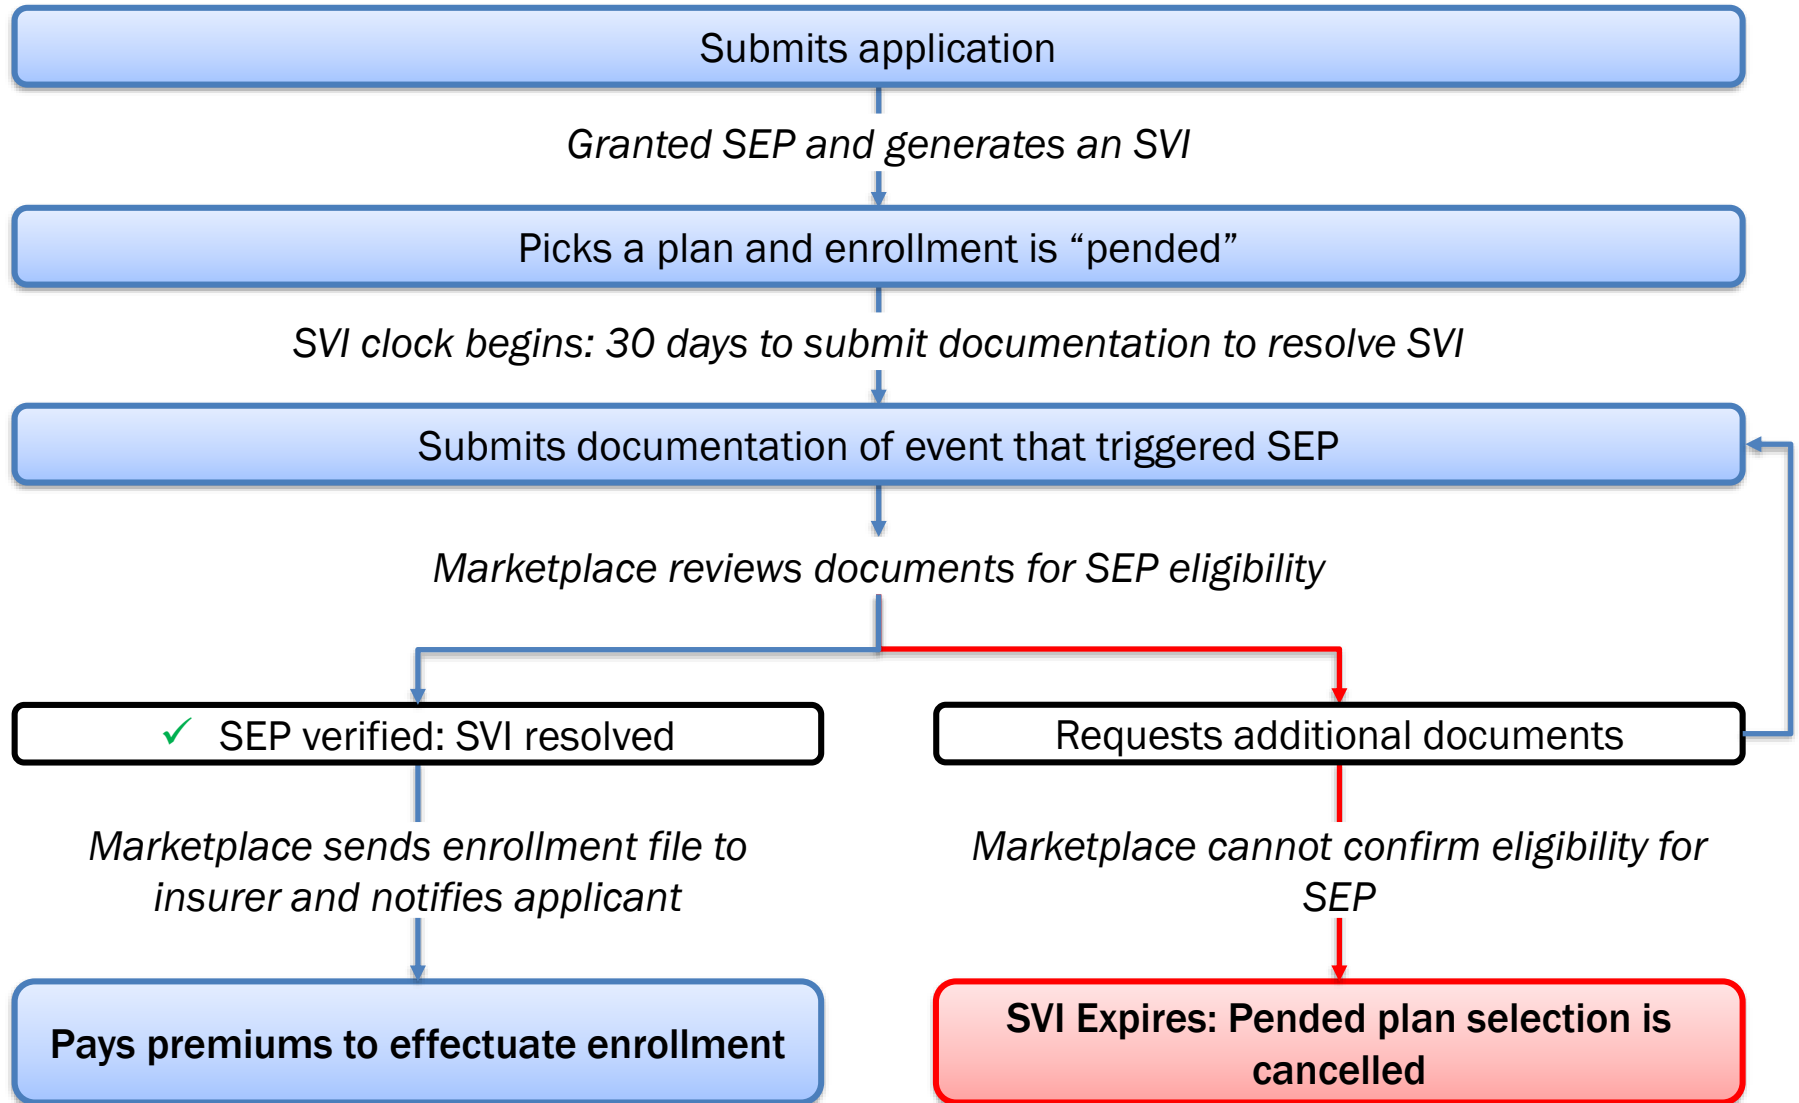 Submits application
Granted SEP and generates an SVI
Picks a plan and enrollment is “pended”
SVI clock begins: 30 days to submit documentation to resolve SVI
Submits documentation of event that triggered SEP
Marketplace reviews documents for SEP eligibility
✓ SEP verified: SVI resolved
Requests additional documents
Marketplace sends enrollment file to
insurer and notifies applicant
Marketplace cannot confirm eligibility for
SEP
Pays premiums to effectuate enrollment
SVI Expires: Pended plan selection is
cancelled